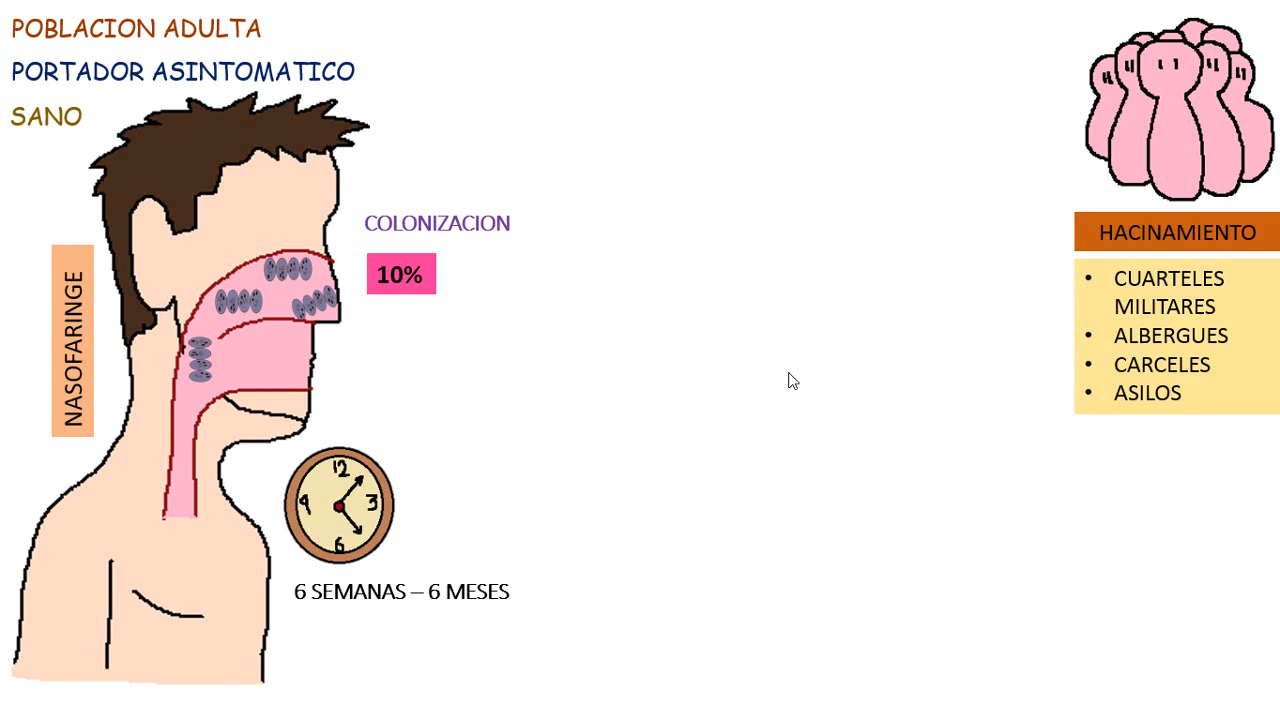 POBLACION ADULTA
PORTADOR ASINTOMATICO
SANO
NASOFARINGE
COLONIZACION
10%
12
9
3
6
6 SEMANAS – 6 MESES
HACINAMIENTO
• CUARTELES
MILITARES
• ALBERGUES
• CARCELES
• ASILOS